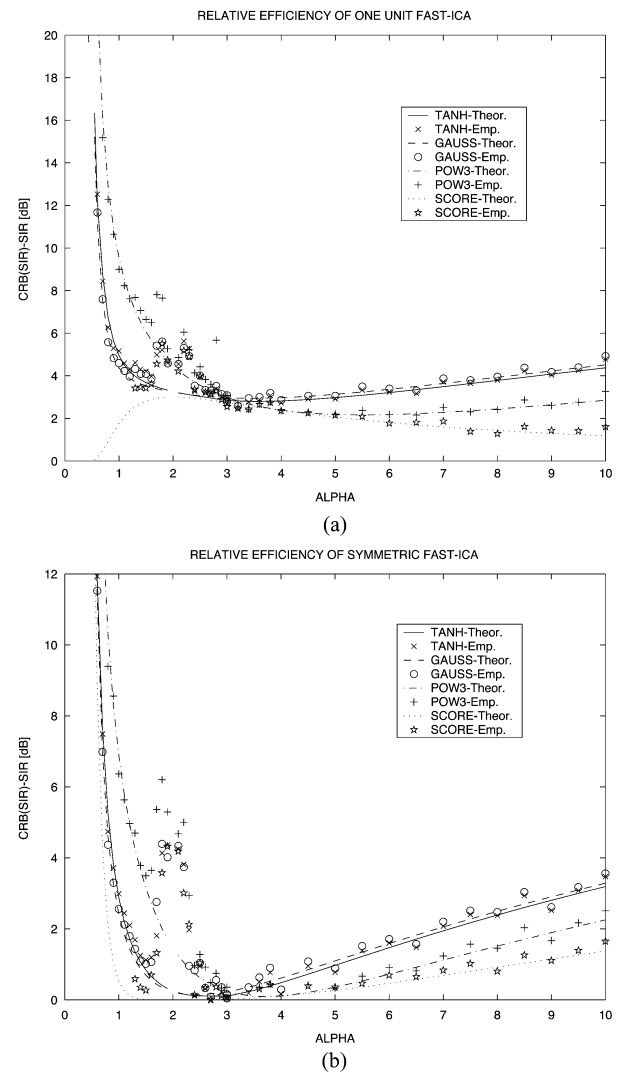 RELATIVE EFFICIENCY OF ONE UNIT FAST-ICA
20
18
16
14
12
10
8
6
4
2
0
CRB(SIR)-SIR [dB]
TANH-Theor.
TANH-Emp.
GAUSS-Theor.
GAUSS-Emp.
POW3-Theor.
POW3-Emp.
SCORE-Theor.
SCORE-Emp.
0 1 2 3 4 5 6 7 8 9 10
ALPHA
(a)
RELATIVE EFFICIENCY OF SYMMETRIC FAST-ICA
12
10
8
6
4
2
0
CRB(SIR)-SIR [dB]
TANH-Theor.
TANH-Emp.
GAUSS-Theor.
GAUSS-Emp.
POW3-Theor.
POW3-Emp.
SCORE-Theor.
SCORE-Emp.
0 1 2 3 4 5 6 7 8 9 10
ALPHA
(b)